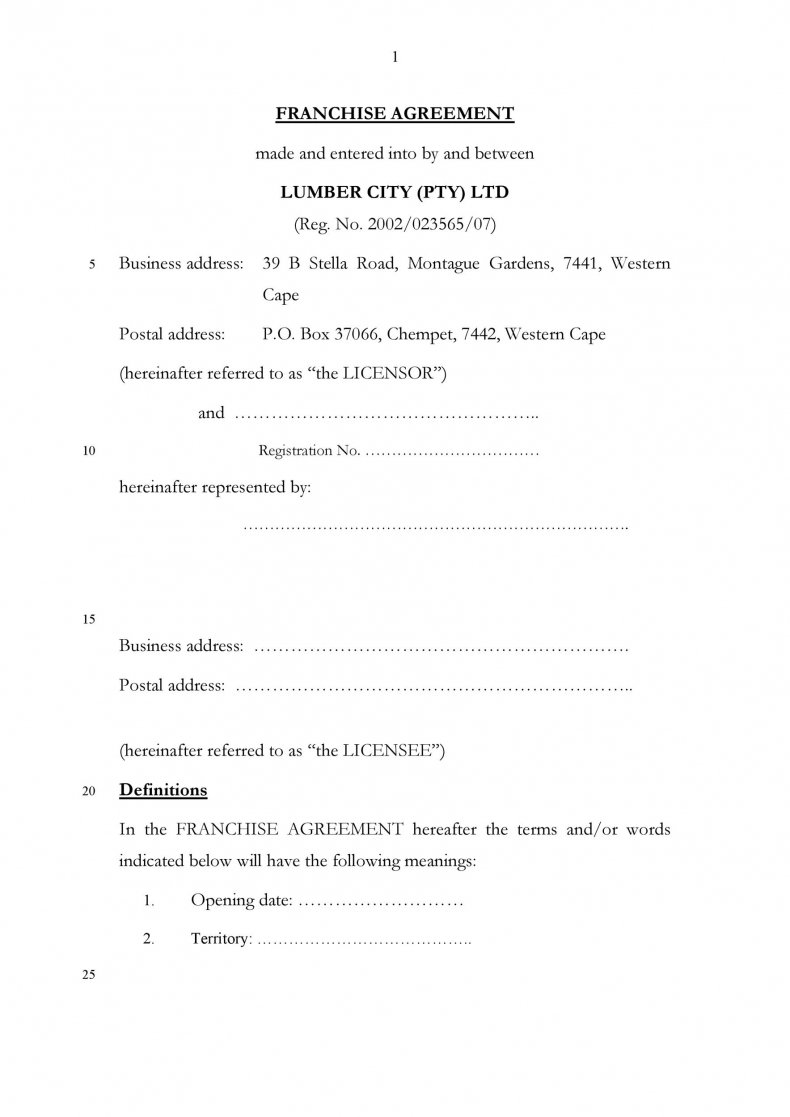 1
FRANCHISE AGREEMENT
made and entered into by and between
LUMBER CITY (PTY) LTD
(Reg. No. 2002/023565/07)
5 Business address: 39 B Stella Road, Montague Gardens, 7441, Western
Cape
Postal address: P.O. Box 37066, Chempet, 7442, Western Cape
(hereinafter referred to as “the LICENSOR”)
and …………………………………………..
10 Registration No. ……………………………
hereinafter represented by:
……………………………………………………………….
15
Business address: …………………………………………………….
Postal address: ………………………………………………………..
(hereinafter referred to as “the LICENSEE”)
20 Definitions
In the FRANCHISE AGREEMENT hereafter the terms and/or words
indicated below will have the following meanings:
1. Opening date: ………………………
2. Territory: …………………………………..
25